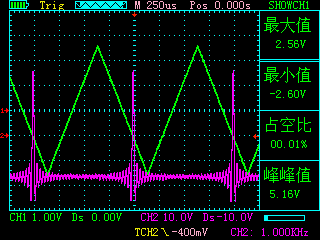 Trig M 250us Pos 0.000s SHOWCH1
最大值
2.56V
最小值
-2.60V
占空比
00.01%
峰峰值
5.16V
1
2
CH1 1.00V Ds 0.00V CH2 10.0V Ds-10.0V
TCH2 -400mV CH2: 1.000KHz